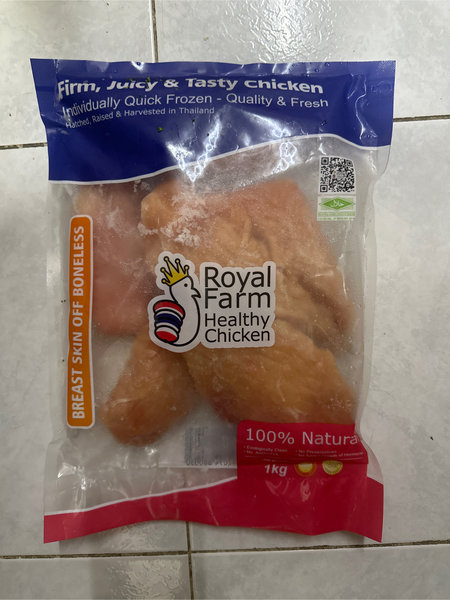 Firm, Juicy & Tasty Chicken
Individually Quick Frozen - Quality & Fresh
Hatched, Raised & Harvested in Thailand
BREAST SKIN OFF BONELESS
Royal
Farm
Healthy
Chicken
100% Natural
1kg